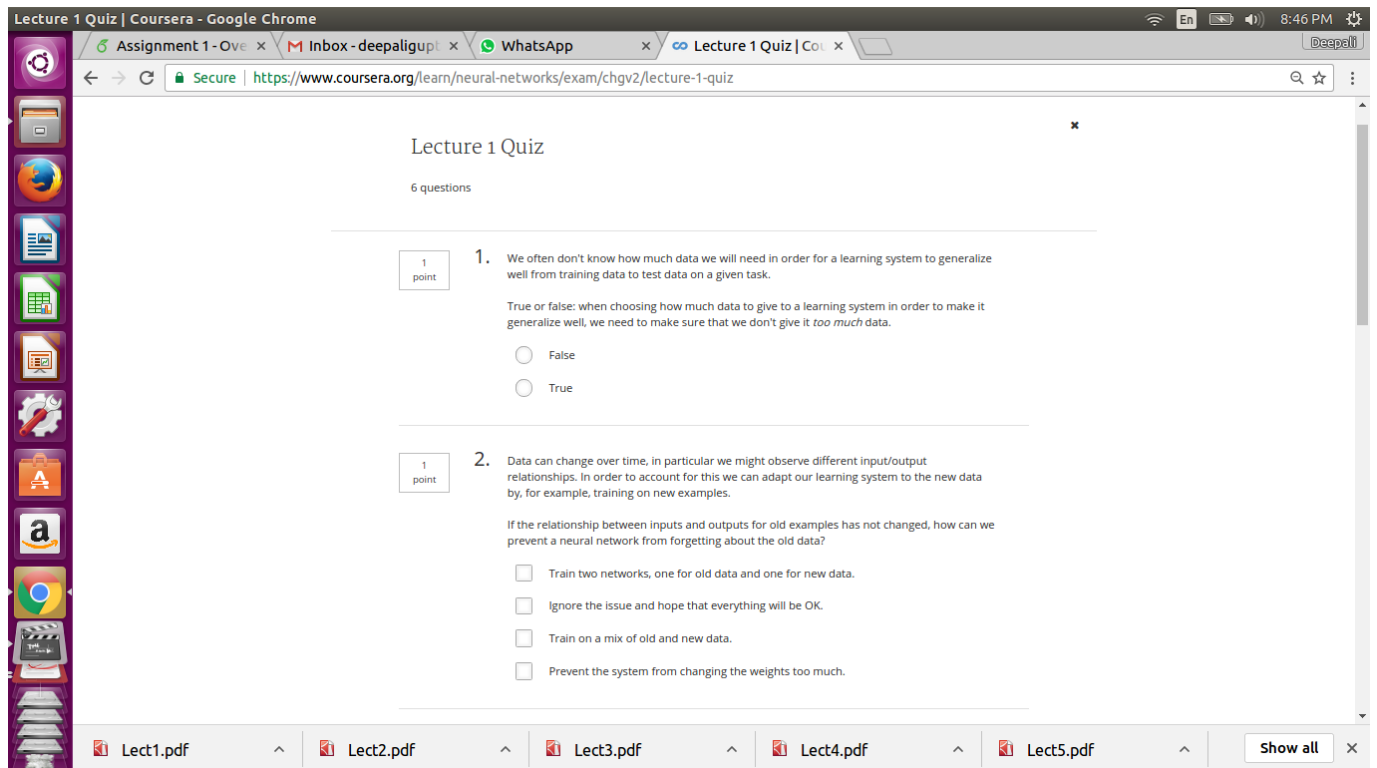 Lecture 1 Quiz | Coursera - Google Chrome
En
8:46 PM
Assignment 1 - Ove
Inbox - deepaligupt
WhatsApp
Lecture 1 Quiz | Cou
Deepali
Secure
https://www.coursera.org/learn/neural-networks/exam/chgv2/lecture-1-quiz
Lecture 1 Quiz
6 questions
1
point
1.
We often don't know how much data we will need in order for a learning system to generalize
well from training data to test data on a given task.
True or false: when choosing how much data to give to a learning system in order to make it
generalize well, we need to make sure that we don't give it too much data.
False
True
1
point
2.
Data can change over time, in particular we might observe different input/output
relationships. In order to account for this we can adapt our learning system to the new data
by, for example, training on new examples.
If the relationship between inputs and outputs for old examples has not changed, how can we
prevent a neural network from forgetting about the old data?
Train two networks, one for old data and one for new data.
Ignore the issue and hope that everything will be OK.
Train on a mix of old and new data.
Prevent the system from changing the weights too much.
Lect1.pdf
Lect2.pdf
Lect3.pdf
Lect4.pdf
Lect5.pdf
Show all